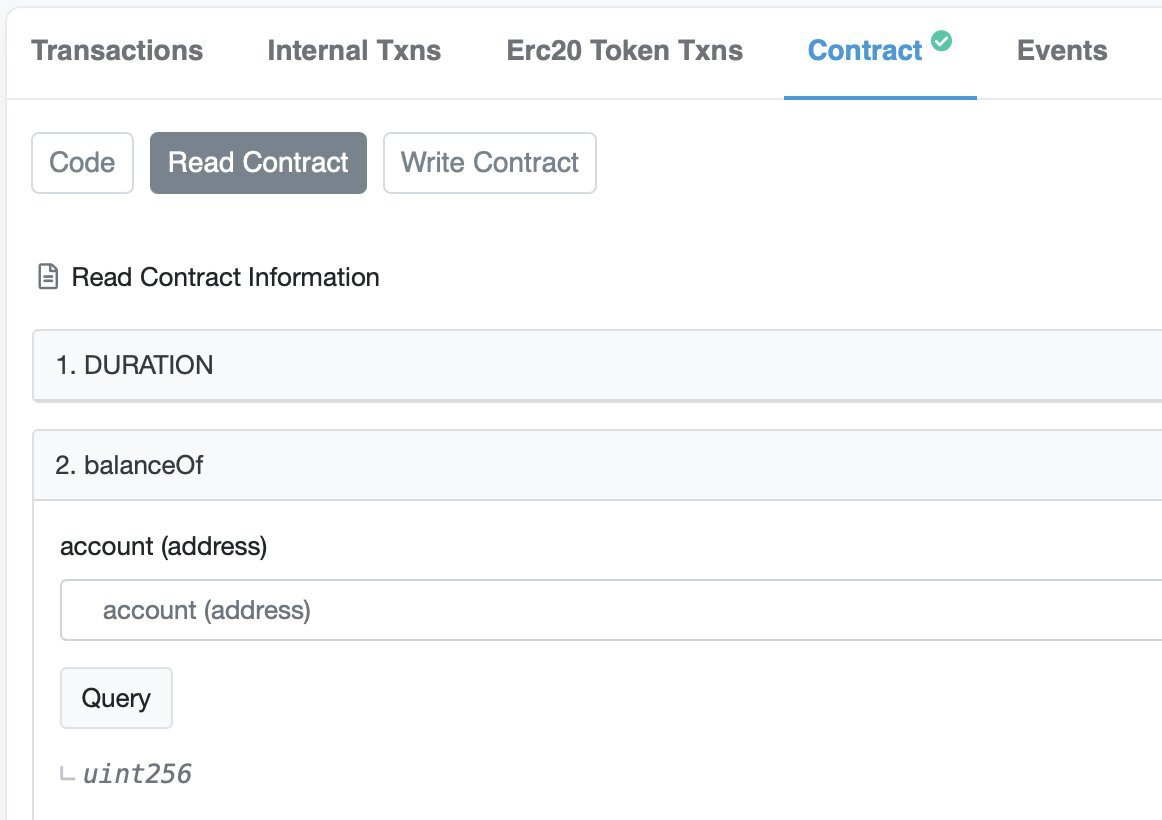 Transactions Internal Txns Erc20 Token Txns Contract Events
Code Read Contract Write Contract
Read Contract Information
1. DURATION
2. balanceOf
account (address)
account (address)
Query
uint256